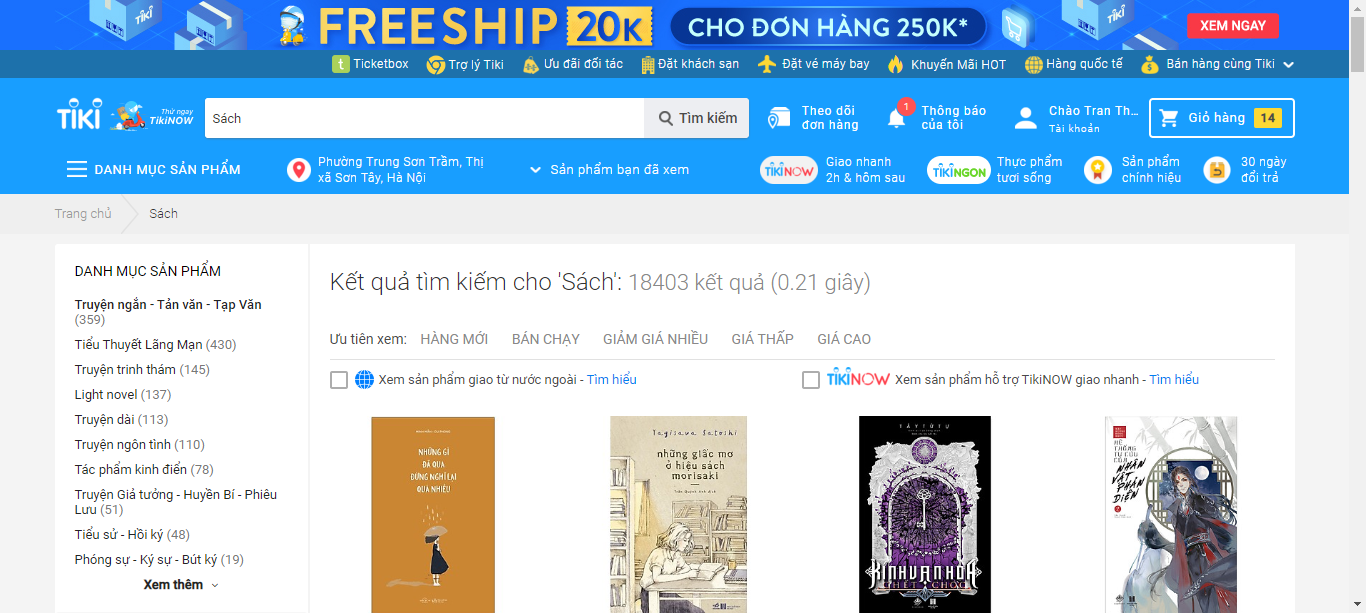 TIKI
TIKI
FREESHIP 20K
CHO ĐƠN HÀNG 250K*
XEM NGAY
Ticketbox
Trợ lý Tiki
Ưu đãi đối tác
Đặt khách sạn
Đặt vé máy bay
Khuyến Mãi HOT
Hàng quốc tế
Bán hàng cùng Tiki
TIKI
Thử ngay
TikiNOW
Sách
Tìm kiếm
Theo dõi
đơn hàng
1
Thông báo
của tôi
Chào Tran Th...
Tài khoản
Giỏ hàng 14
DANH MỤC SẢN PHẨM
Phường Trung Sơn Trầm, Thị
xã Sơn Tây, Hà Nội
Sản phẩm bạn đã xem
TIKINOW
Giao nhanh
2h & hôm sau
TIKINGON
Thực phẩm
tươi sống
Sản phẩm
chính hiệu
30 ngày
đổi trả
Trang chủ
Sách
DANH MỤC SẢN PHẨM
Truyện ngắn - Tản văn - Tạp Văn
(359)
Tiểu Thuyết Lãng Mạn (430)
Truyện trinh thám (145)
Light novel (137)
Truyện dài (113)
Truyện ngôn tình (110)
Tác phẩm kinh điển (78)
Truyện Giả tưởng - Huyền Bí - Phiêu
Lưu (51)
Tiểu sử - Hồi ký (48)
Phóng sự - Ký sự - Bút ký (19)
Xem thêm
Kết quả tìm kiếm cho 'Sách': 18403 kết quả (0.21 giây)
Ưu tiên xem: HÀNG MỚI BÁN CHẠY GIẢM GIÁ NHIỀU GIÁ THẤP GIÁ CAO
Xem sản phẩm giao từ nước ngoài - Tìm hiểu
TIKINOW Xem sản phẩm hỗ trợ TikiNOW giao nhanh - Tìm hiểu
NHỮNG GÌ
ĐÃ QUA
ĐỪNG NGHĨ LẠI
QUÁ NHIỀU
Yagisawa Satoshi
những giấc mơ
ở hiệu sách
morisaki
TÂY TỬ TỰ
KÍNH VẠN HOA
CHẾT CHÓC
HỆ THỐNG
TỰ CỨU
CỦA
NHÂN
VẬT PHẢN
DIỆN
2